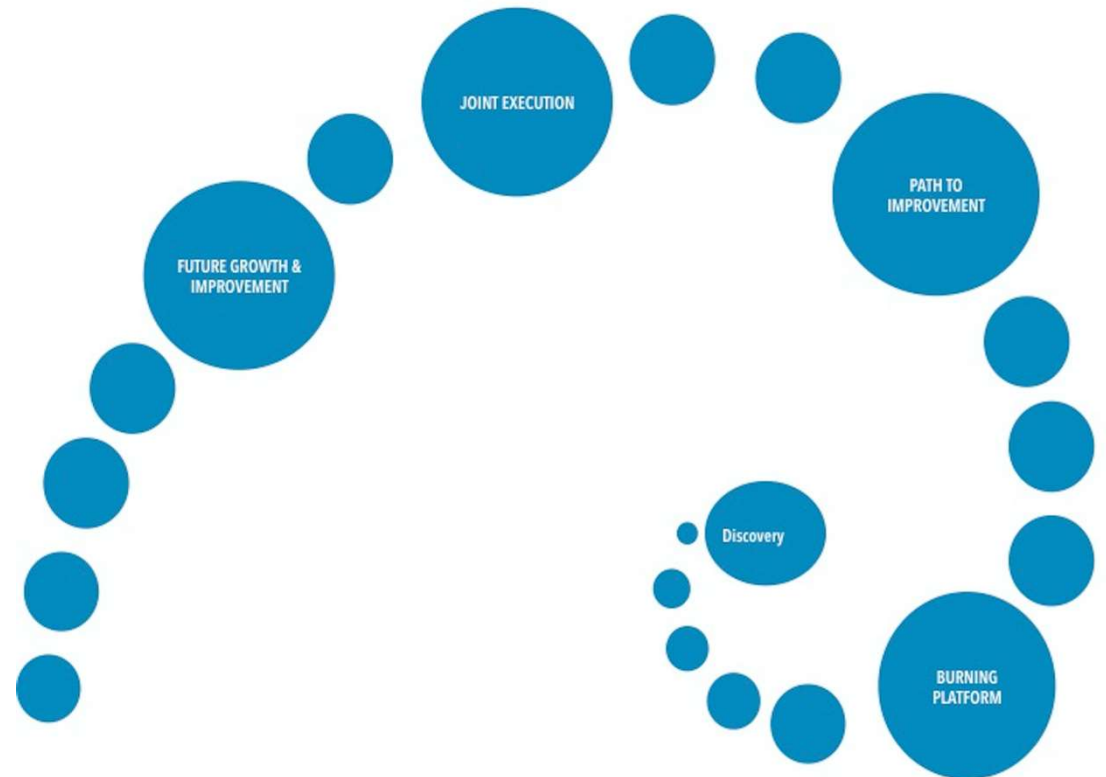 JOINT EXECUTION
PATH TO
IMPROVEMENT
FUTURE GROWTH &
IMPROVEMENT
Discovery
BURNING
PLATFORM